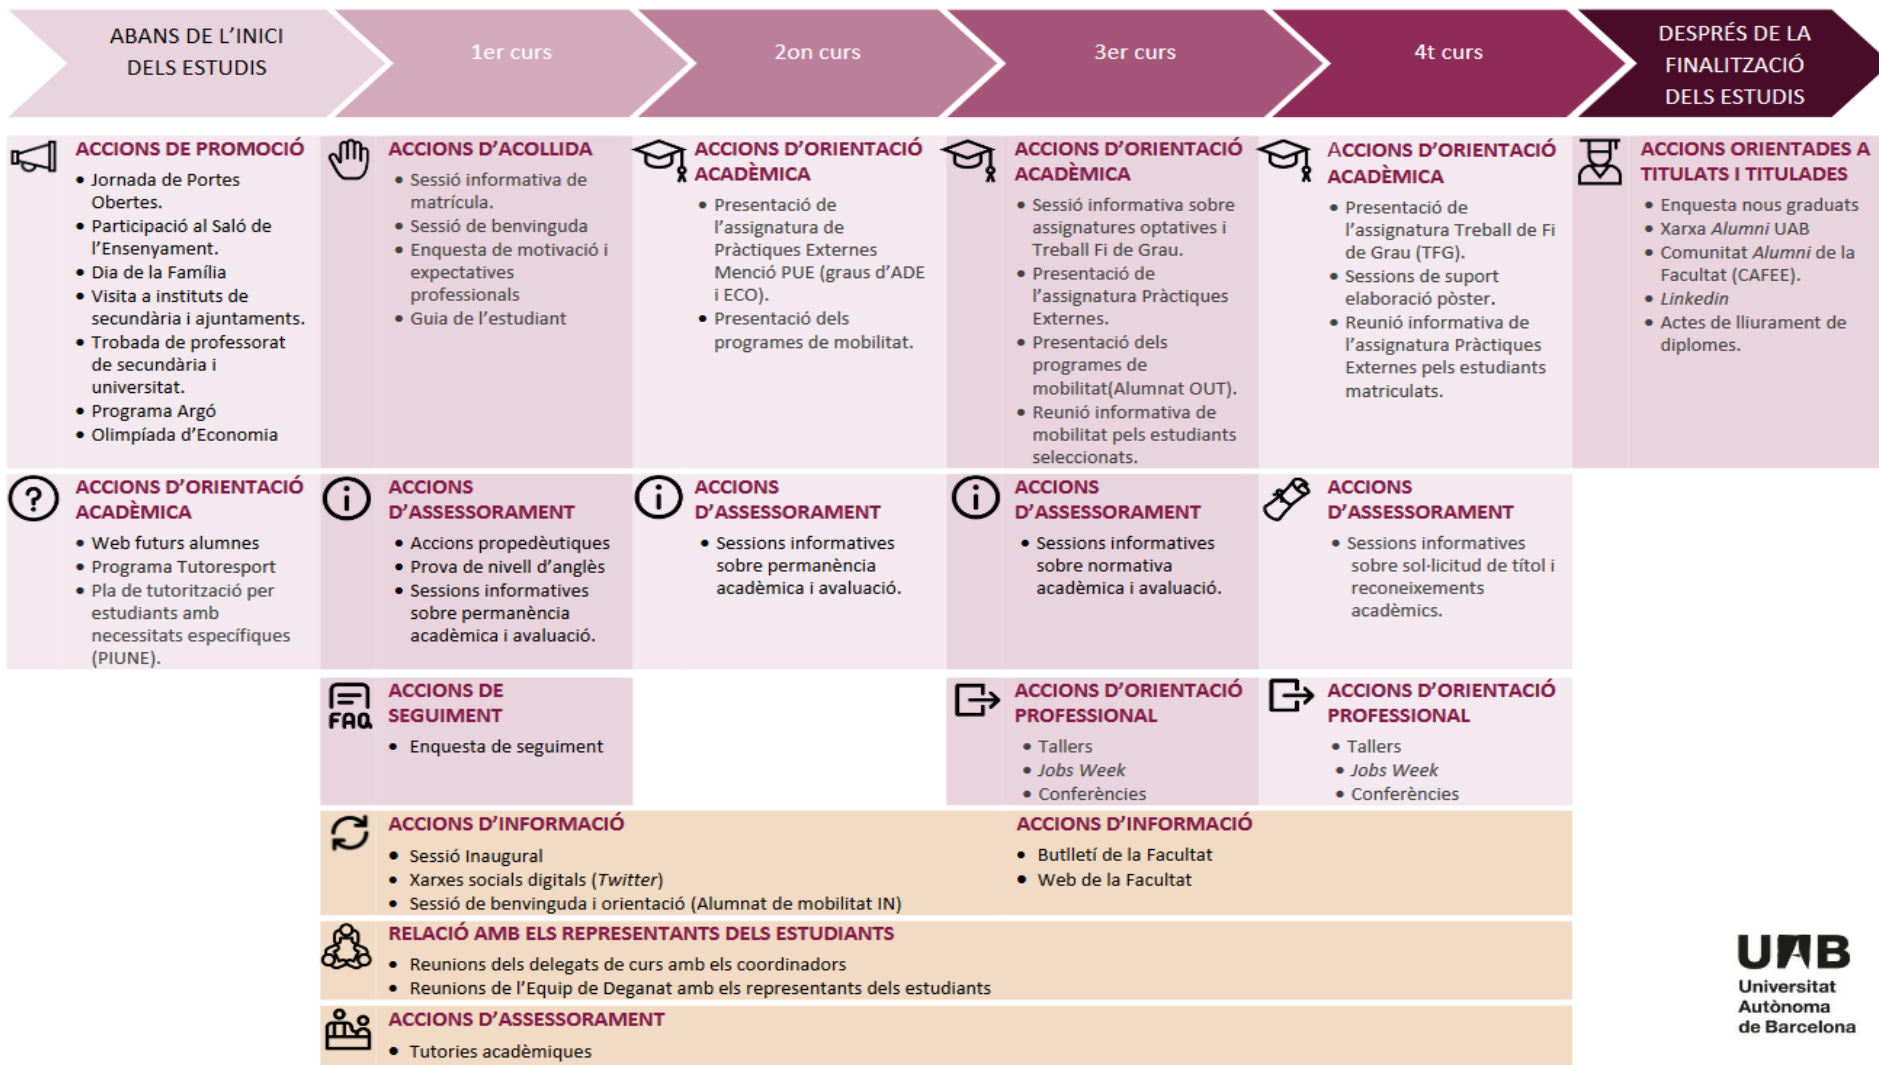 ABANS DE L'INICI
DELS ESTUDIS
1er curs
2on curs
3er curs
4t curs
DESPRÉS DE LA
FINALITZACIÓ
DELS ESTUDIS
ACCIONS DE PROMOCIÓ
• Jornada de Portes
Obertes.
• Participació al Saló de
l'Ensenyament.
• Dia de la Família
• Visita a instituts de
secundària i ajuntaments.
• Trobada de professorat
de secundària i
universitat.
• Programa Argó
• Olimpíada d'Economia
ACCIONS D'ACOLLIDA
• Sessió informativa de
matrícula.
• Sessió de benvinguda
• Enquesta de motivació i
expectatives
professionals
• Guia de l'estudiant
ACCIONS D'ORIENTACIÓ
ACADÈMICA
• Presentació de
l'assignatura de
Pràctiques Externes
Menció PUE (graus d'ADE
i ECO).
• Presentació dels
programes de mobilitat.
ACCIONS D'ORIENTACIÓ
ACADÈMICA
• Sessió informativa sobre
assignatures optatives i
Treball Fi de Grau.
• Presentació de
l'assignatura Pràctiques
Externes.
• Presentació dels
programes de
mobilitat(Alumnat OUT).
• Reunió informativa de
mobilitat pels estudiants
seleccionats.
ACCIONS D'ORIENTACIÓ
ACADÈMICA
• Presentació de
l'assignatura Treball de Fi
de Grau (TFG).
• Sessions de suport
elaboració pòster.
• Reunió informativa de
l'assignatura Pràctiques
Externes pels estudiants
matriculats.
ACCIONS ORIENTADES A
TITULATS I TITULADES
• Enquesta nous graduats
• Xarxa Alumni UAB
• Comunitat Alumni de la
Facultat (CAFEE).
• Linkedin
• Actes de lliurament de
diplomes.
?
ACCIONS D'ORIENTACIÓ
ACADÈMICA
• Web futurs alumnes
• Programa Tutoresport
• Pla de tutorització per
estudiants amb
necessitats específiques
(PIUNE).
i
ACCIONS
D'ASSESSORAMENT
• Accions propedèutiques
• Prova de nivell d'anglès
• Sessions informatives
sobre permanència
acadèmica i avaluació.
i
ACCIONS
D'ASSESSORAMENT
• Sessions informatives
sobre permanència
acadèmica i avaluació.
i
ACCIONS
D'ASSESSORAMENT
• Sessions informatives
sobre normativa
acadèmica i avaluació.
ACCIONS
D'ASSESSORAMENT
• Sessions informatives
sobre sol·licitud de títol i
reconeixements
acadèmics.
FAQ
ACCIONS DE
SEGUIMENT
• Enquesta de seguiment
ACCIONS D'ORIENTACIÓ
PROFESSIONAL
• Tallers
• Jobs Week
• Conferències
ACCIONS D'ORIENTACIÓ
PROFESSIONAL
• Tallers
• Jobs Week
• Conferències
ACCIONS D'INFORMACIÓ
• Sessió Inaugural
• Xarxes socials digitals (Twitter)
• Sessió de benvinguda i orientació (Alumnat de mobilitat IN)
ACCIONS D'INFORMACIÓ
• Butlletí de la Facultat
• Web de la Facultat
RELACIÓ AMB ELS REPRESENTANTS DELS ESTUDIANTS
• Reunions dels delegats de curs amb els coordinadors
• Reunions de l'Equip de Deganat amb els representants dels estudiants
ACCIONS D'ASSESSORAMENT
• Tutories acadèmiques
UAB
Universitat
Autònoma
de Barcelona